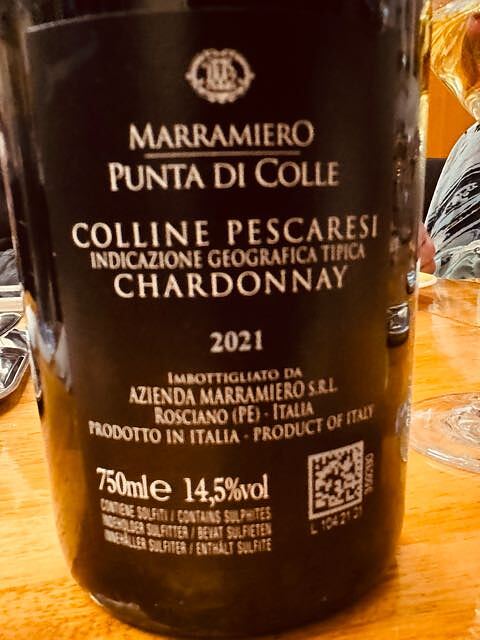 MARRAMIERO
PUNTA DI COLLE
COLLINE PESCARESI
INDICAZIONE GEOGRAFICA TIPICA
CHARDONNAY
2021
IMBOTTIGLIATO DA
AZIENDA MARRAMIERO S.R.L.
ROSCIANO (PE) - ITALIA
PRODOTTO IN ITALIA - PRODUCT OF ITALY
750ml e 14,5%vol
CONTIENE SOLFITI / CONTAINS SULPHITES
INDEHOLDER SULFITTER / BEVAT SULFIETEN
INNEHÅLLER SULFITER / ENTHÄLT SULFITE
L 104 21 21